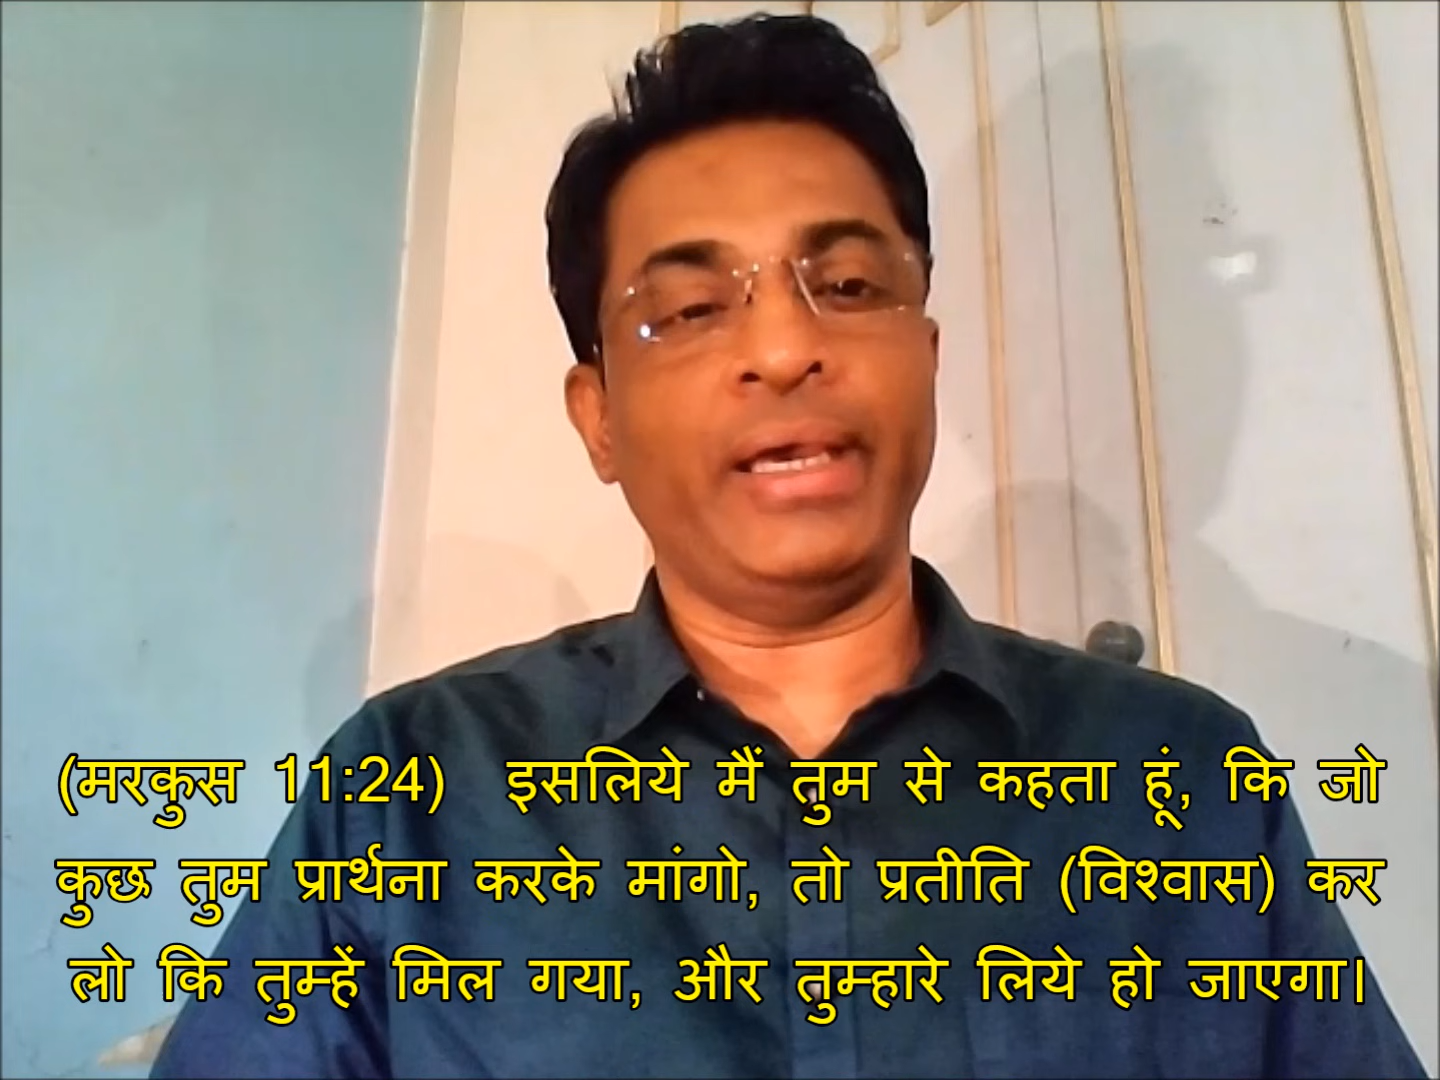 (मरकुस 11:24) इसलिये मैं तुम से कहता हूं, कि जो
कुछ तुम प्रार्थना करके मांगो, तो प्रतीति (विश्वास) कर
लो कि तुम्हें मिल गया, और तुम्हारे लिये हो जाएगा।